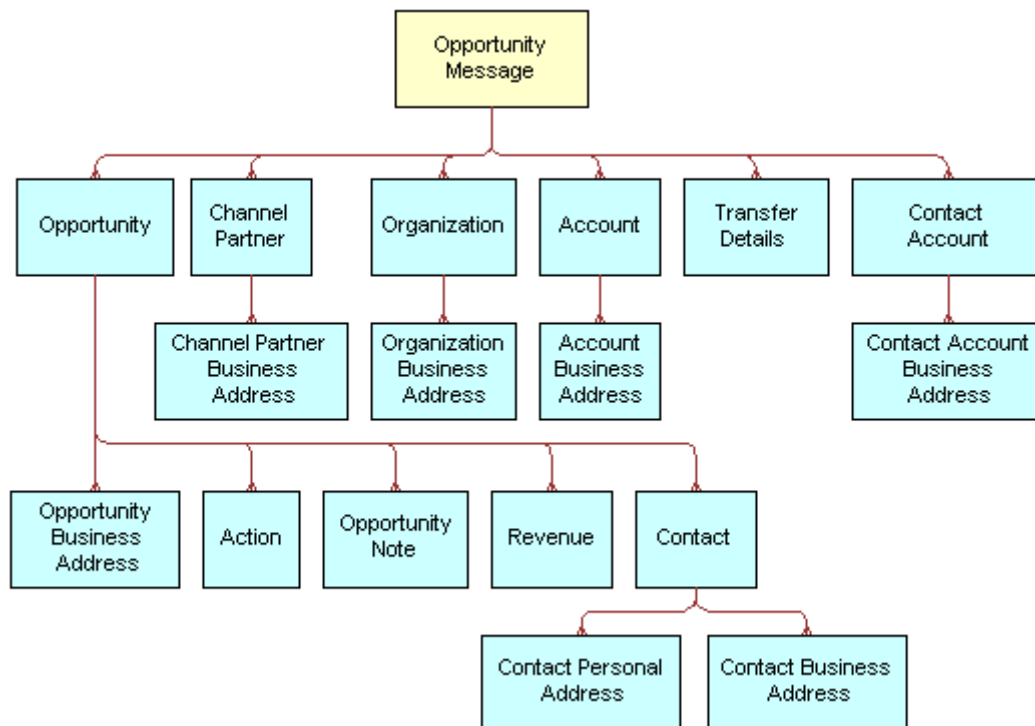 Opportunity
Message
Opportunity
Channel
Partner
Organization
Account
Transfer
Details
Contact
Account
Channel Partner
Business
Address
Organization
Business
Address
Account
Business
Address
Contact Account
Business
Address
Opportunity
Business
Address
Action
Opportunity
Note
Revenue
Contact
Contact Personal
Address
Contact Business
Address